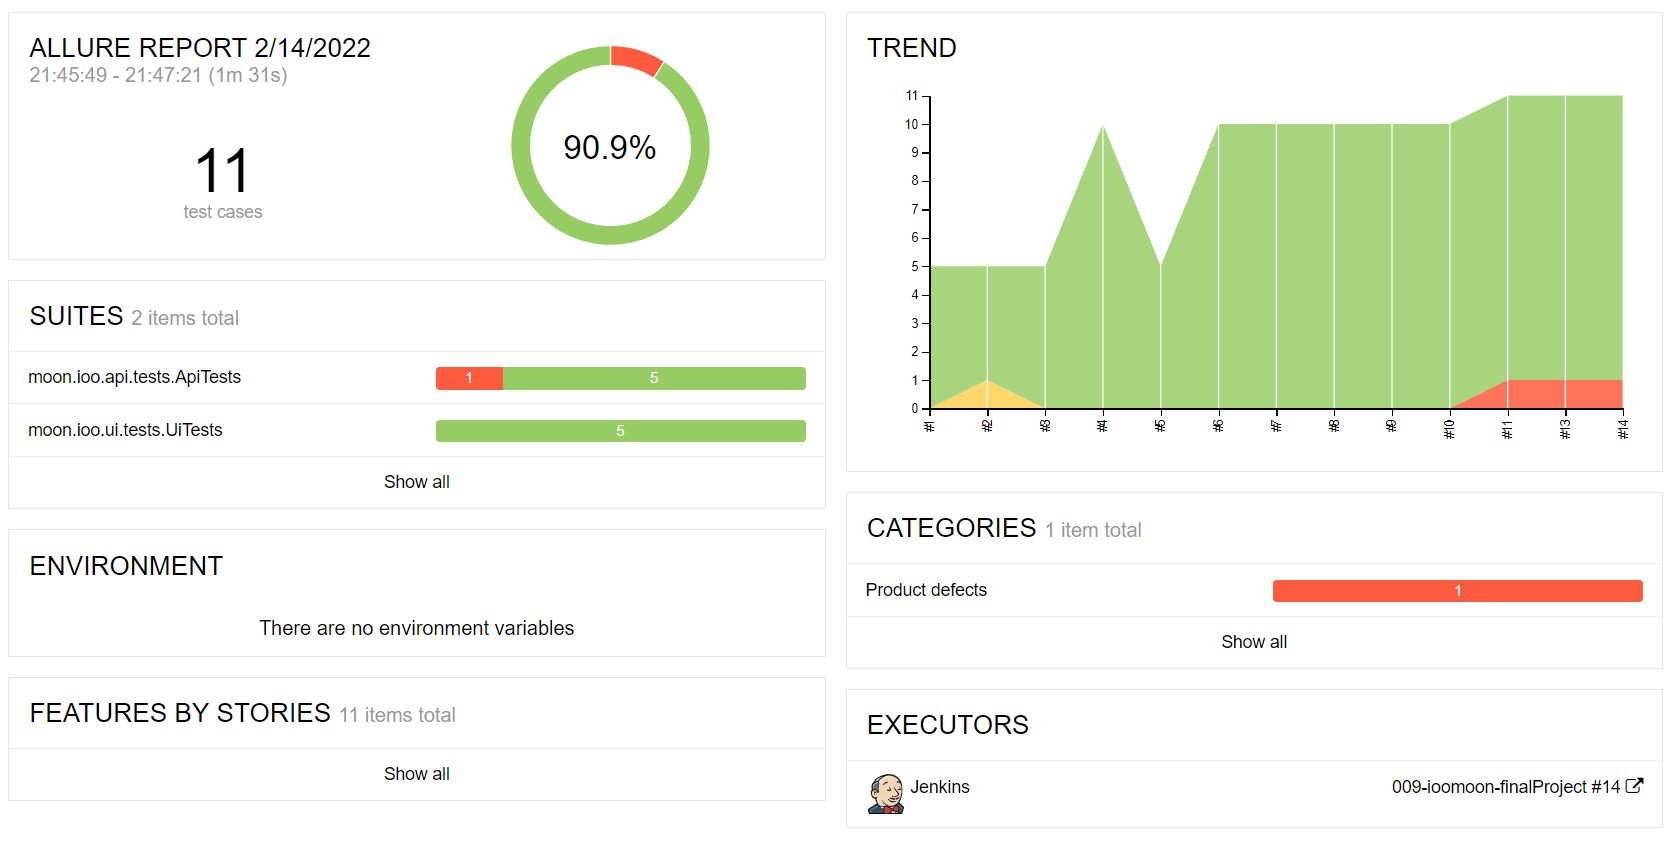 ALLURE REPORT 2/14/2022
21:45:49 - 21:47:21 (1m 31s)
11
test cases
90.9%
SUITES 2 items total
moon.ioo.api.tests.ApiTests 1 5
moon.ioo.ui.tests.UiTests 5
Show all
ENVIRONMENT
There are no environment variables
FEATURES BY STORIES 11 items total
Show all
TREND
11
10
9
8
7
6
5
4
3
2
1
0
#1 #2 #3 #4 #5 #6 #7 #8 #9 #10 #11 #13 #14
CATEGORIES 1 item total
Product defects 1
Show all
EXECUTORS
Jenkins 009-ioomoon-finalProject #14